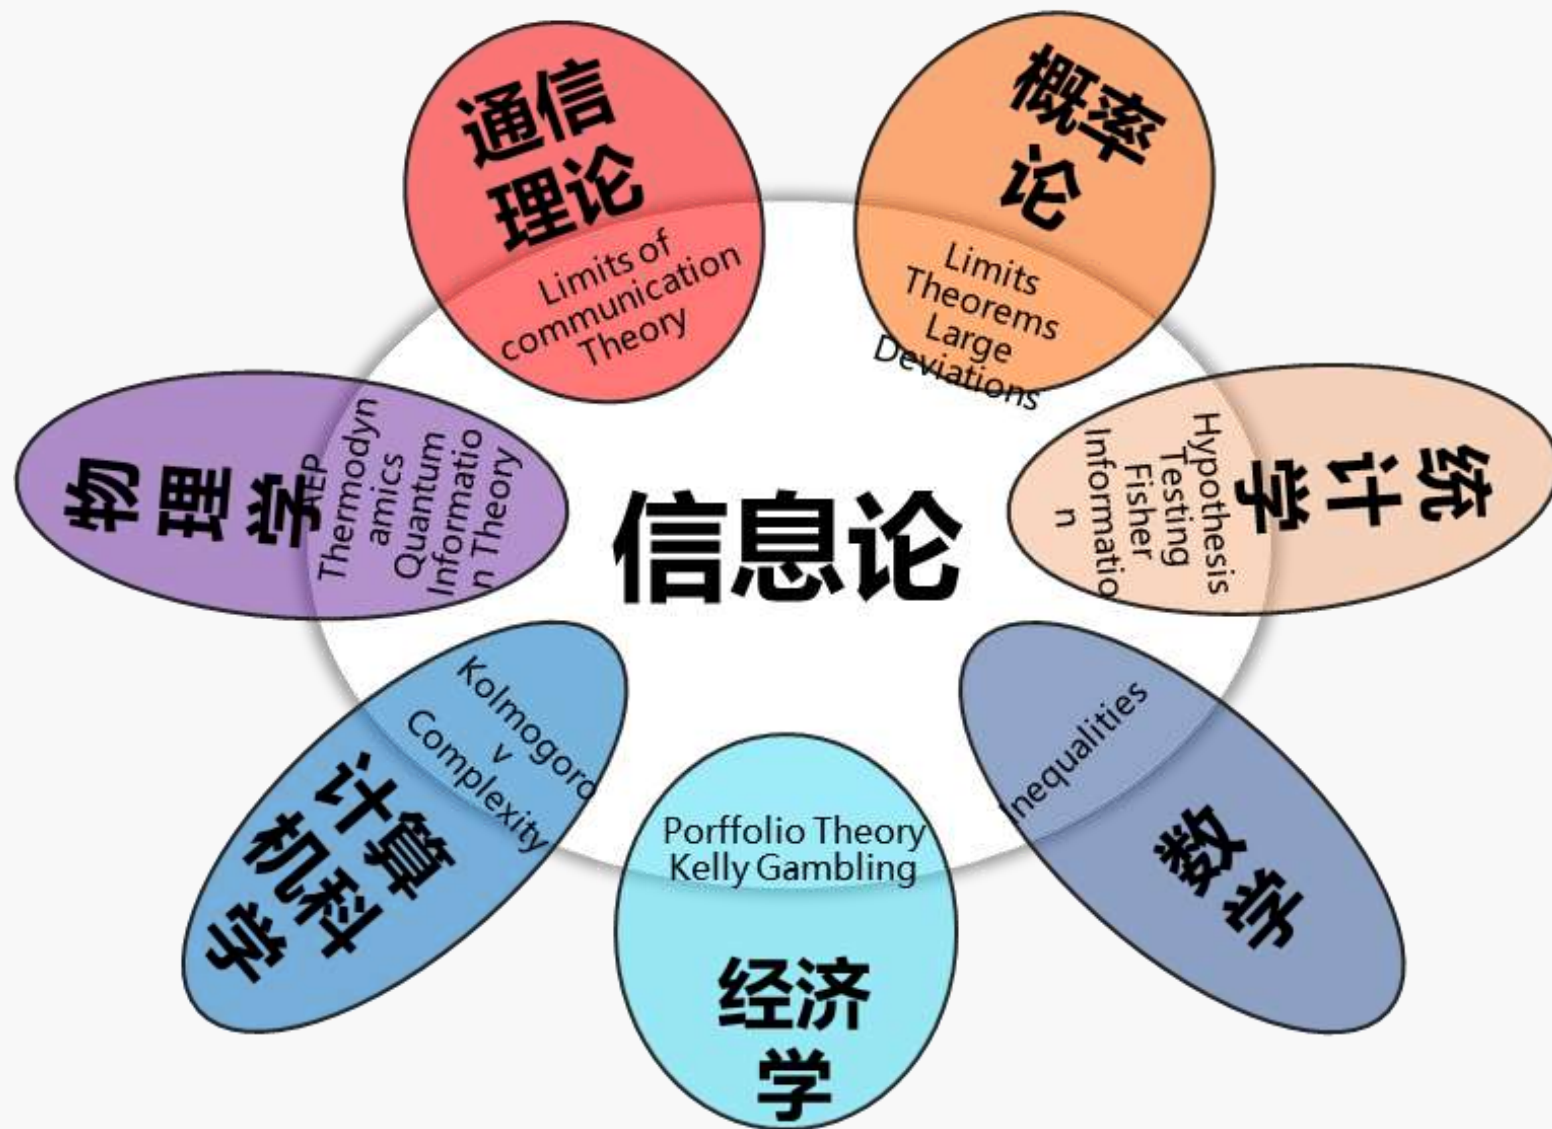 通信
理论
Limits of
communication
Theory
概率
论
Limits
Theorems
Large
Deviations
统计学
Hypothesis
Testing
Fisher
Informatio
n
数学
Inequalities
经济
学
Porffolio Theory
Kelly Gambling
计算
机科
学
Kolmogoro
v
Complexity
物理学
AEP
Thermodyn
amics
Quantum
Informatio
n Theory
信息论